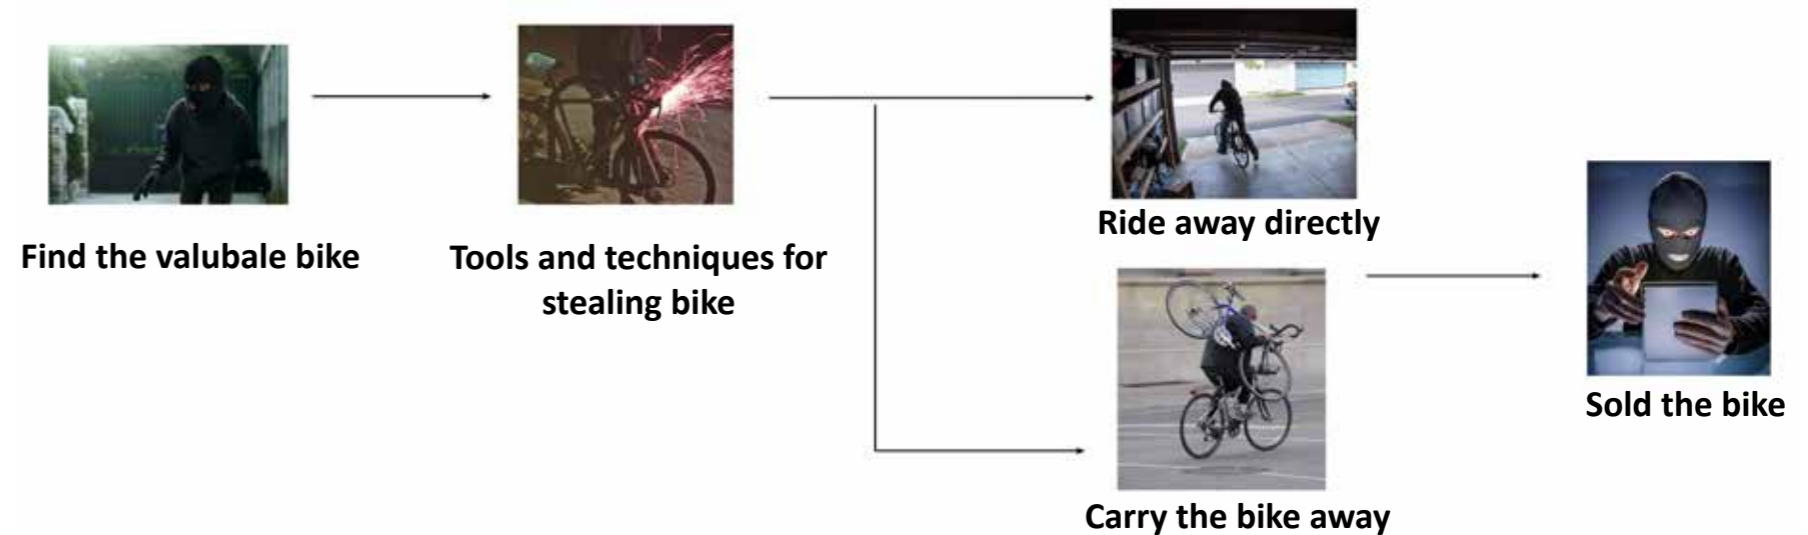 Find the valubale bike
Tools and techniques for
stealing bike
Ride away directly
Carry the bike away
Sold the bike